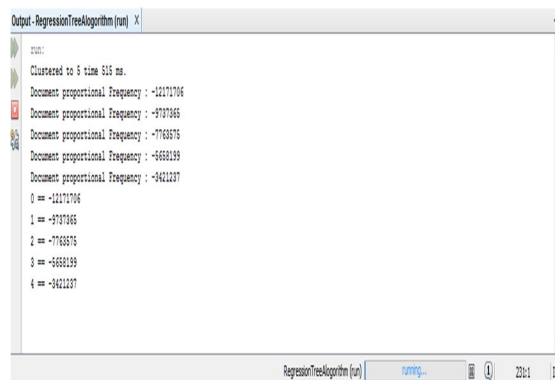 Output - RegressionTreeAlogorithm (run) X
run:
Clustered to 5 time 515 ms.
Document proportional Frequency : -12171706
Document proportional Frequency : -9737365
Document proportional Frequency : -7763575
Document proportional Frequency : -5658199
Document proportional Frequency : -3421237
0 == -12171706
1 == -9737365
2 == -7763575
3 == -5658199
4 == -3421237
RegressionTreeAlogorithm (run) running... 1 231:1